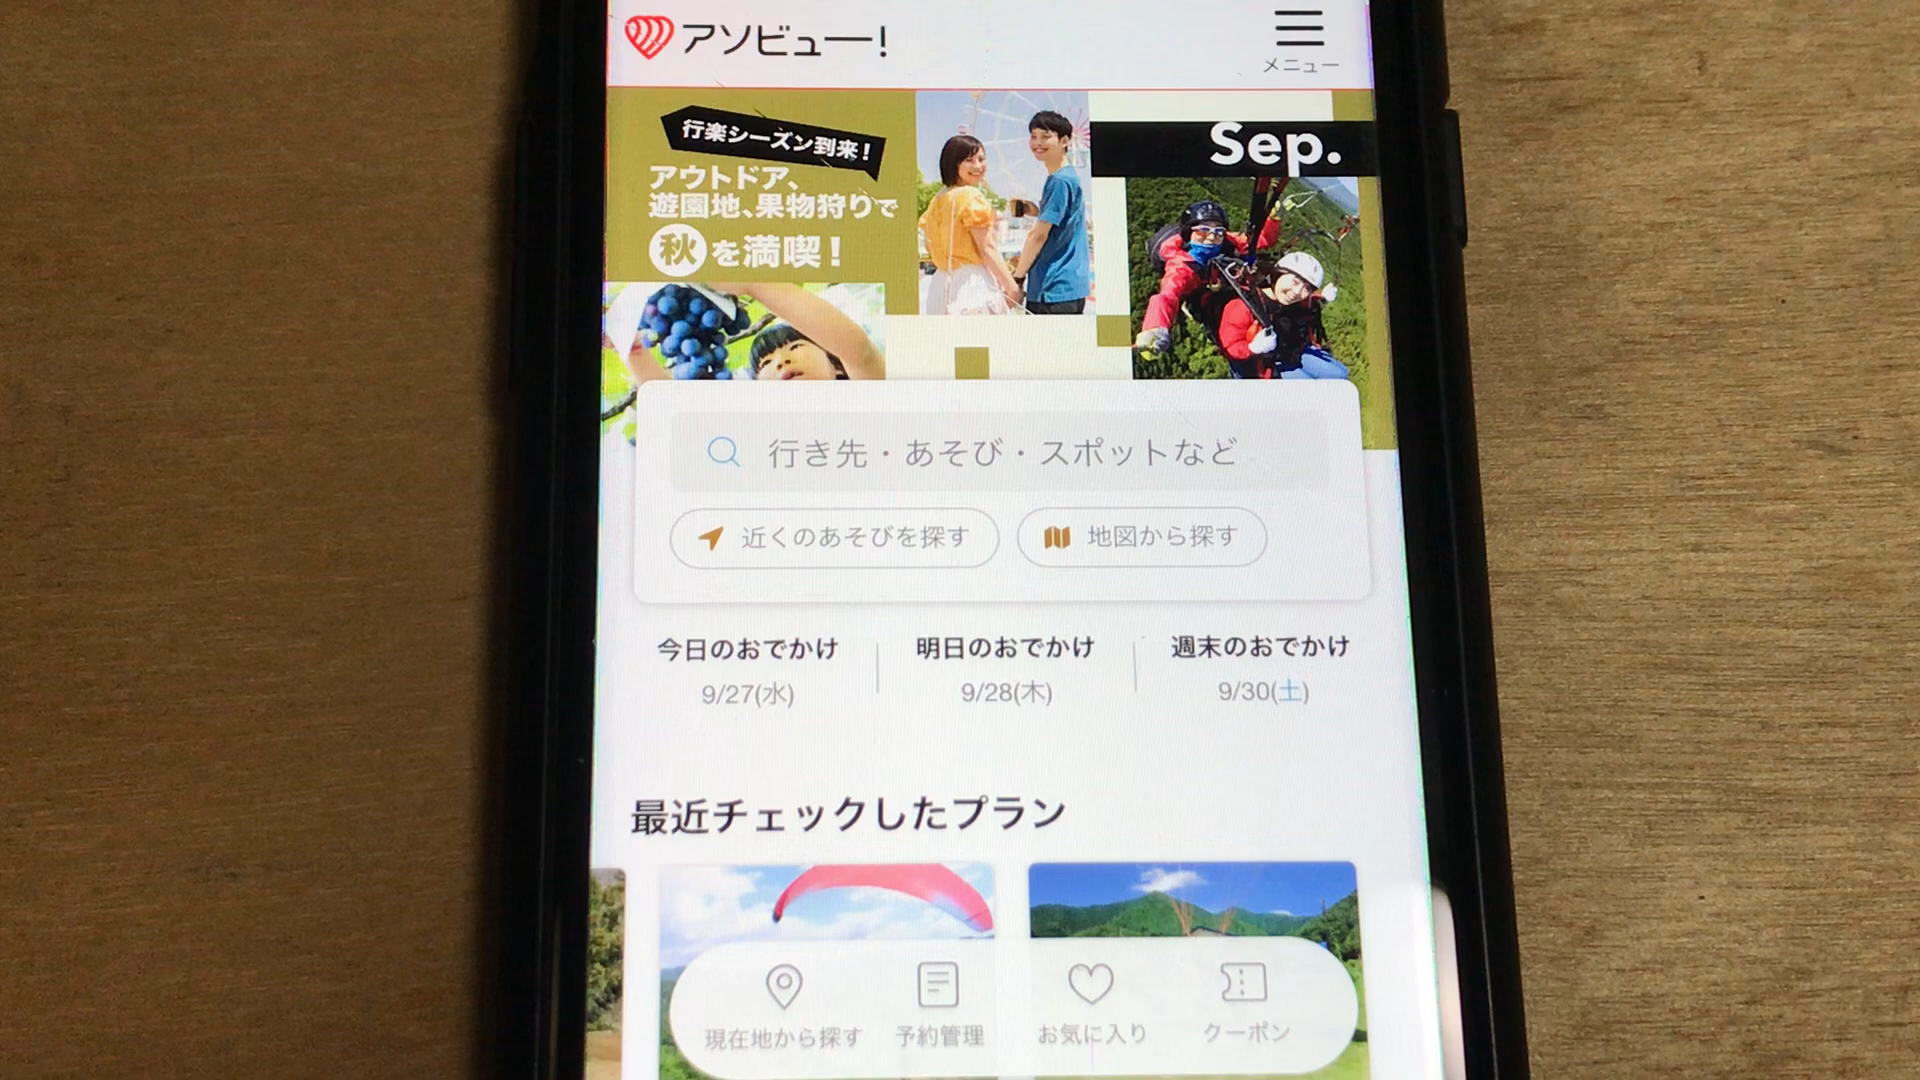 アソビュー!
メニュー
行楽シーズン到来!
アウトドア、
遊園地、果物狩りで
秋を満喫!
Sep.
行き先・あそび・スポットなど
近くのあそびを探す
地図から探す
今日のおでかけ
9/27(水)
明日のおでかけ
9/28(木)
週末のおでかけ
9/30(土)
最近チェックしたプラン
現在地から探す
予約管理
お気に入り
クーポン